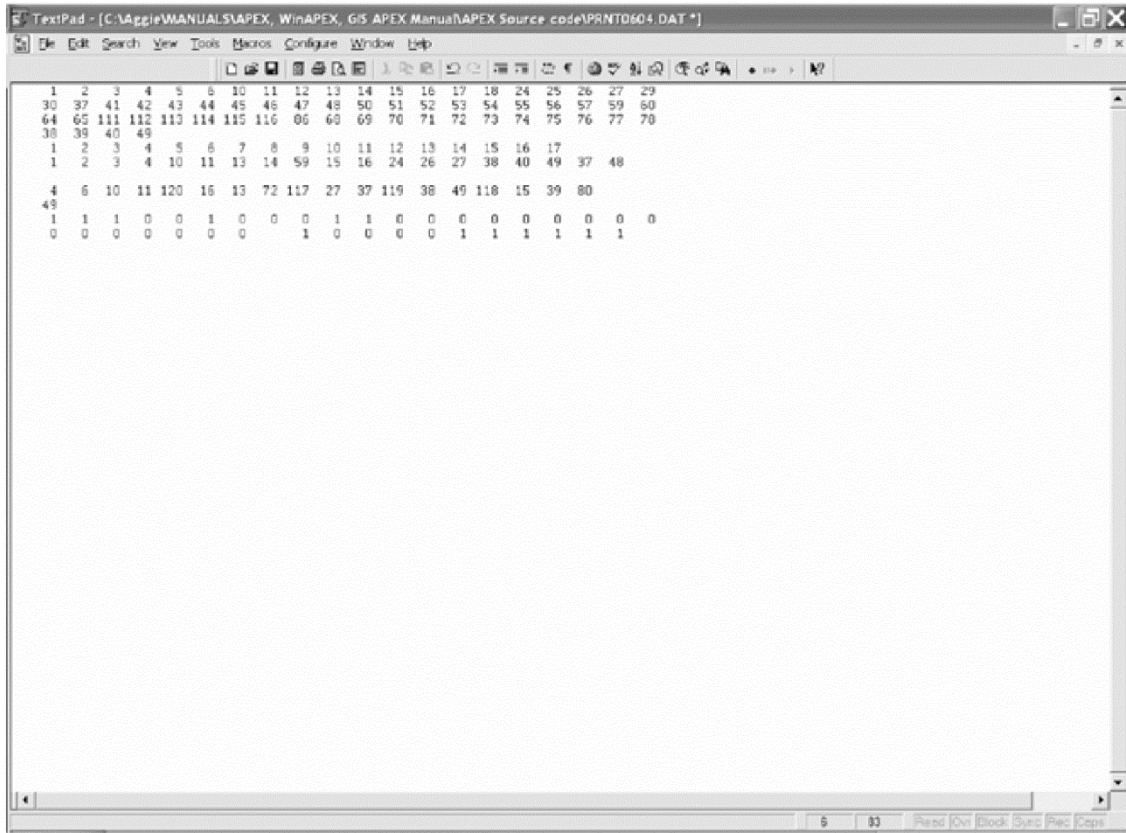 TextPad - [C:\Aggie\MANUALS\APEX, WinAPEX, GIS APEX Manual\APEX Source code\PRNT0604.DAT *]
File Edit Search View Tools Macros Configure Window Help
1 2 3 4 5 6 10 11 12 13 14 15 16 17 18 24 25 26 27 29
30 37 41 42 43 44 45 46 47 48 50 51 52 53 54 55 56 57 59 60
64 65 111 112 113 114 115 116 86 68 69 70 71 72 73 74 75 76 77 78
38 39 40 49
1 2 3 4 5 6 7 8 9 10 11 12 13 14 15 16 17
1 2 3 4 10 11 13 14 59 15 16 24 26 27 38 40 49 37 48
4 6 10 11 120 16 13 72 117 27 37 119 38 49 118 15 39 80
49
1 1 1 0 0 1 0 0 0 1 1 0 0 0 0 0 0 0 0 0
0 0 0 0 0 0 0 1 0 0 0 0 1 1 1 1 1 1
6 93 Read Ovr Block Sync Rec Caps